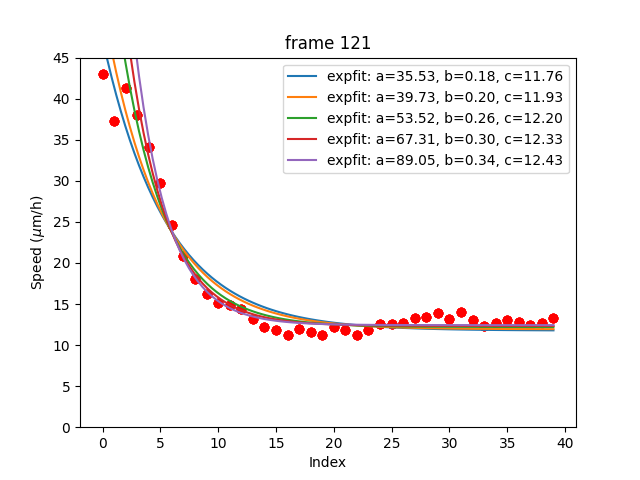 frame 121
45
40
35
30
25
20
15
10
5
0
Speed (μm/h)
expfit: a=35.53, b=0.18, c=11.76
expfit: a=39.73, b=0.20, c=11.93
expfit: a=53.52, b=0.26, c=12.20
expfit: a=67.31, b=0.30, c=12.33
expfit: a=89.05, b=0.34, c=12.43
0 5 10 15 20 25 30 35 40
Index